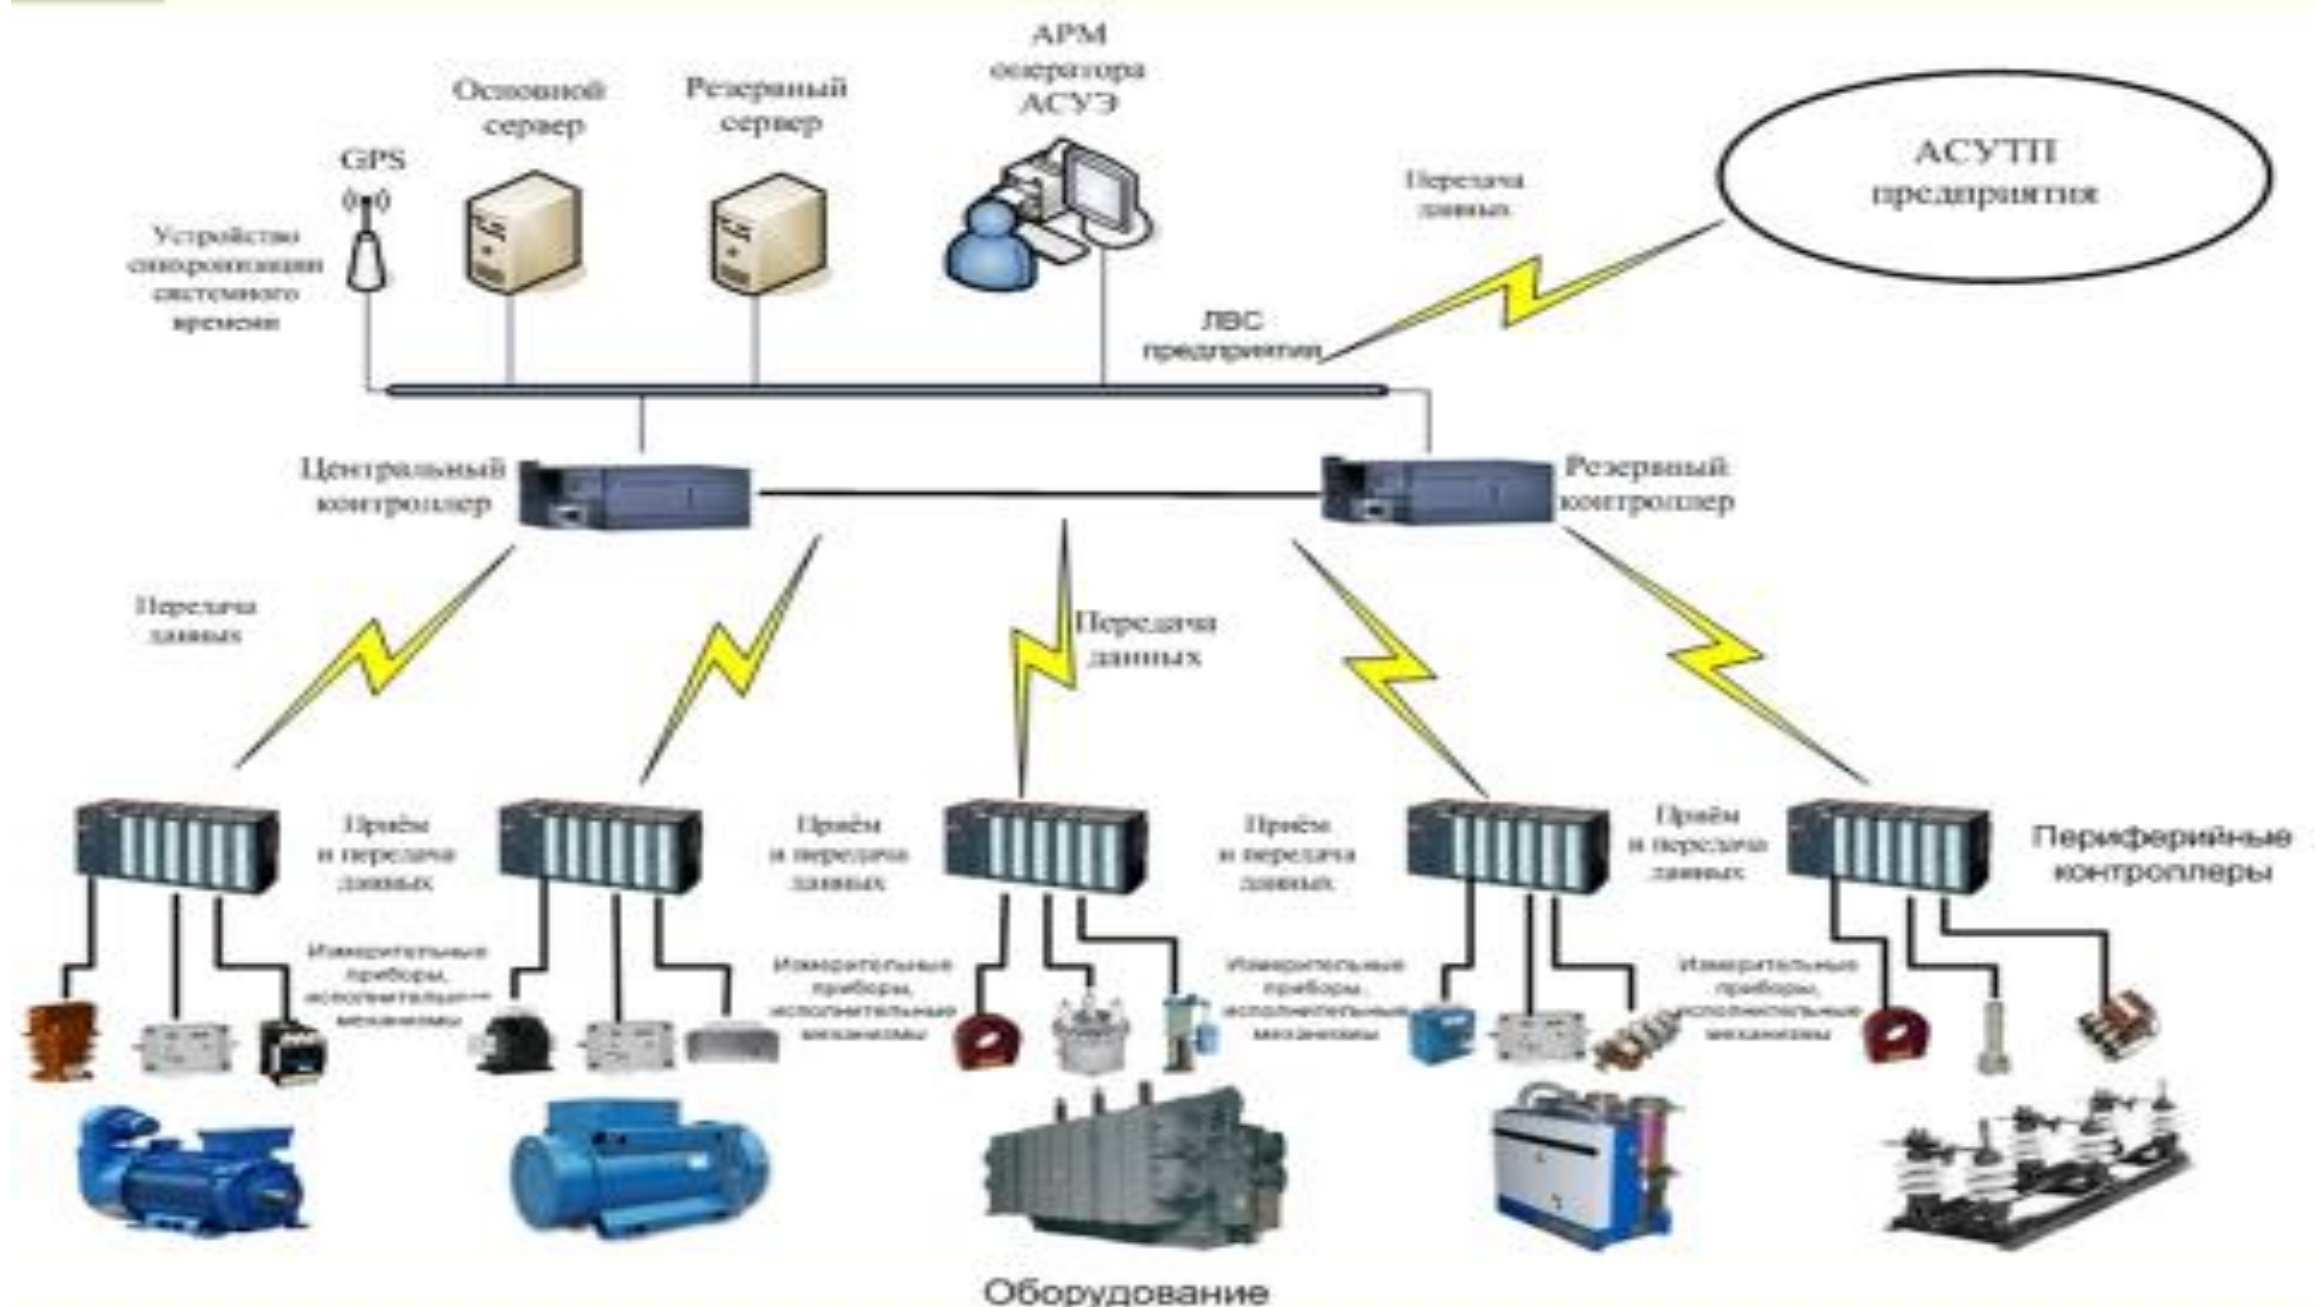 АРМ
оператора
АСУЭ
Основной
сервер
Резервный
сервер
GPS
Устройство
синхронизации
системного
времени
АСУТП
предприятия
Передача
данных
ЛВС
предприятия
Центральный
контроллер
Резервный
контроллер
Передача
данных
Передача
данных
Приём
и передача
данных
Приём
и передача
данных
Приём
и передача
данных
Приём
и передача
данных
Периферийные
контроллеры
Измерительные
приборы,
исполнительные
механизмы
Измерительные
приборы,
исполнительные
механизмы
Измерительные
приборы,
исполнительные
механизмы
Измерительные
приборы,
исполнительные
механизмы
Оборудование